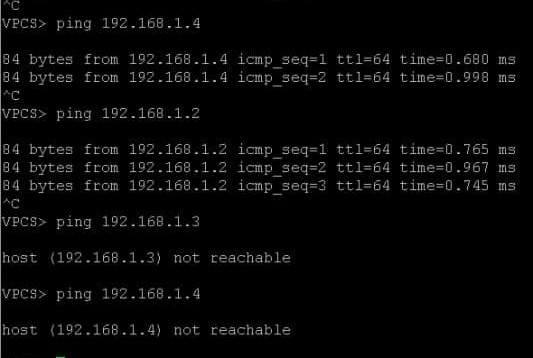 ^C
VPCS> ping 192.168.1.4
84 bytes from 192.168.1.4 icmp_seq=1 ttl=64 time=0.680 ms
84 bytes from 192.168.1.4 icmp_seq=2 ttl=64 time=0.998 ms
^C
VPCS> ping 192.168.1.2
84 bytes from 192.168.1.2 icmp_seq=1 ttl=64 time=0.765 ms
84 bytes from 192.168.1.2 icmp_seq=2 ttl=64 time=0.967 ms
84 bytes from 192.168.1.2 icmp_seq=3 ttl=64 time=0.745 ms
^C
VPCS> ping 192.168.1.3
host (192.168.1.3) not reachable
VPCS> ping 192.168.1.4
host (192.168.1.4) not reachable